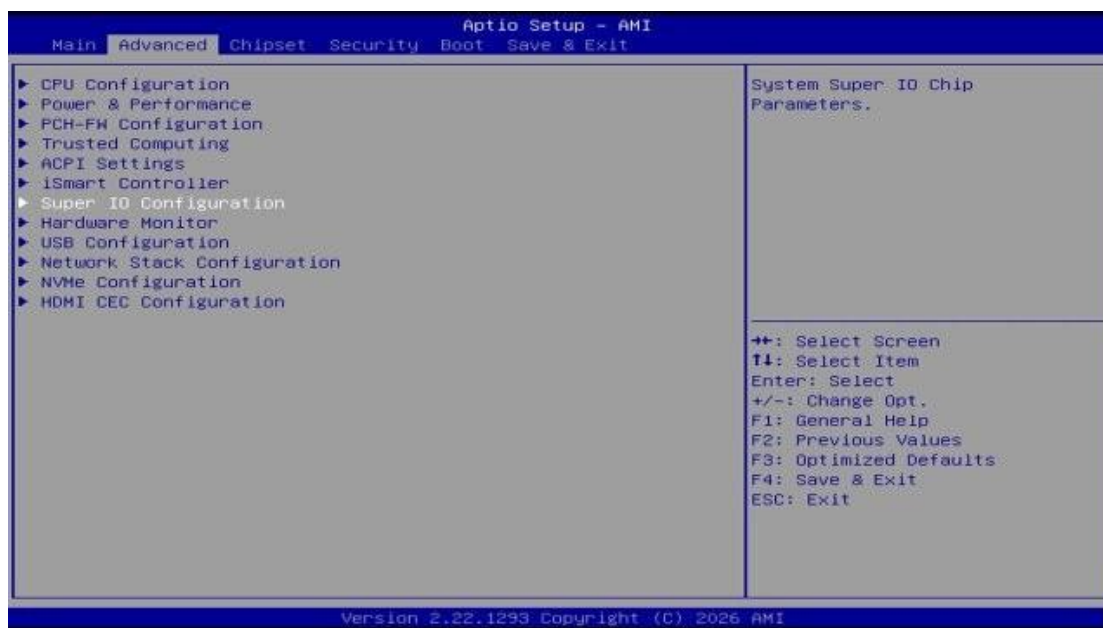 Aptio Setup - AMI
Main Advanced Chipset Security Boot Save & Exit
► CPU Configuration
► Power & Performance
► PCH-FW Configuration
► Trusted Computing
► ACPI Settings
► iSmart Controller
► Super IO Configuration
► Hardware Monitor
► USB Configuration
► Network Stack Configuration
► NVMe Configuration
► HDMI CEC Configuration
System Super IO Chip
Parameters.
→←: Select Screen
↑↓: Select Item
Enter: Select
+/-: Change Opt.
F1: General Help
F2: Previous Values
F3: Optimized Defaults
F4: Save & Exit
ESC: Exit
Version 2.22.1293 Copyright (C) 2026 AMI